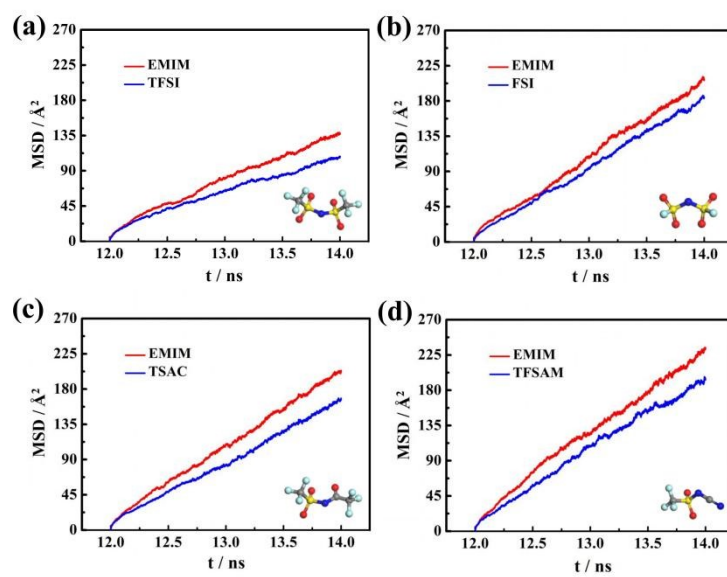 (a)
270
225
180
135
90
45
0
MSD / Å²
EMIM
TFSI
12.0 12.5 13.0 13.5 14.0
t / ns
(b)
270
225
180
135
90
45
0
MSD / Å²
EMIM
FSI
12.0 12.5 13.0 13.5 14.0
t / ns
(c)
270
225
180
135
90
45
0
MSD / Å²
EMIM
TSAC
12.0 12.5 13.0 13.5 14.0
t / ns
(d)
270
225
180
135
90
45
0
MSD / Å²
EMIM
TFSAM
12.0 12.5 13.0 13.5 14.0
t / ns